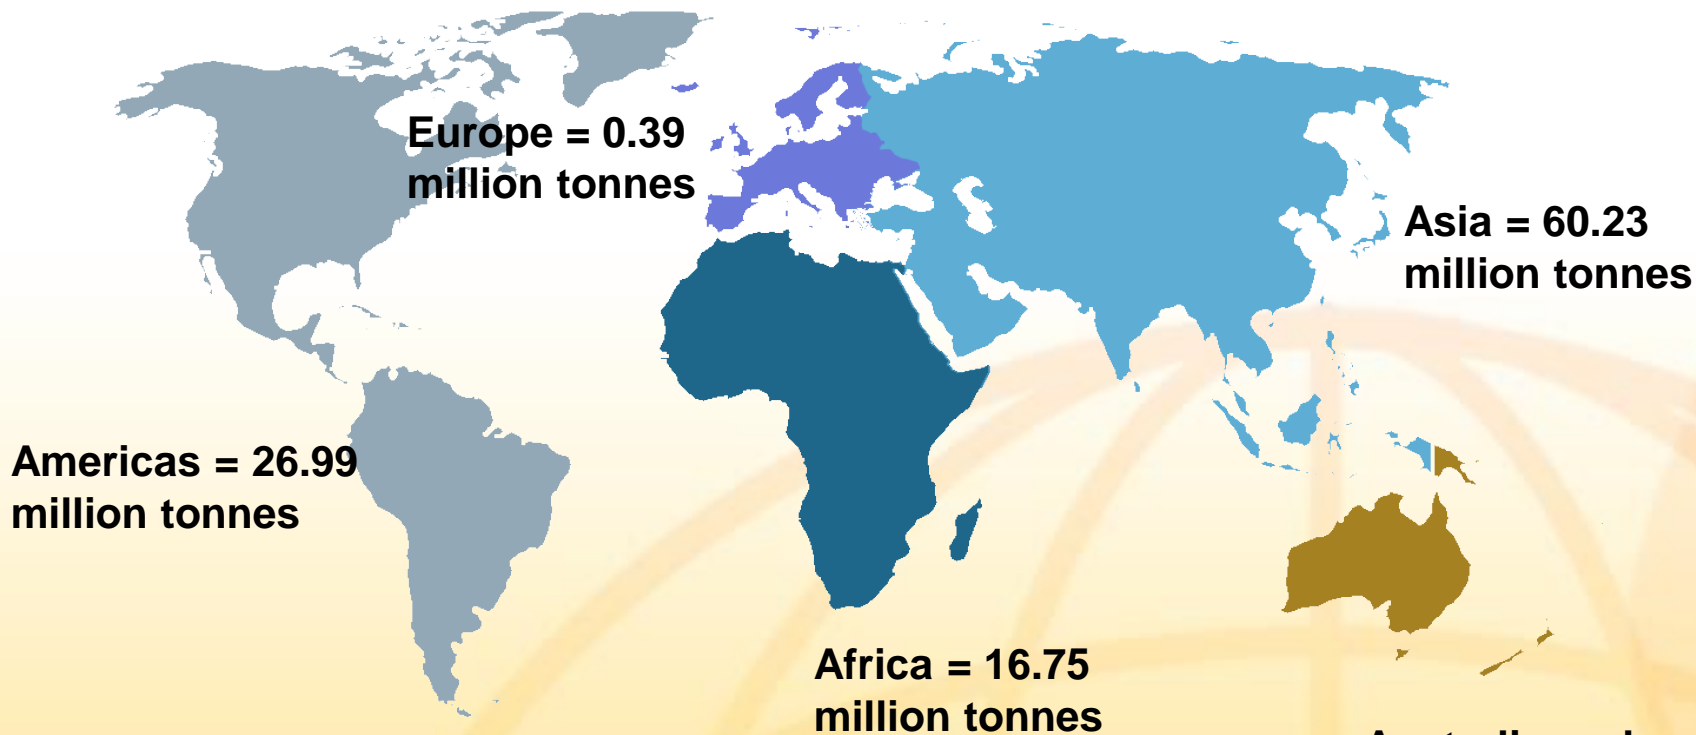 Europe = 0.39
million tonnes
Asia = 60.23
million tonnes
Americas = 26.99
million tonnes
Africa = 16.75
million tonnes